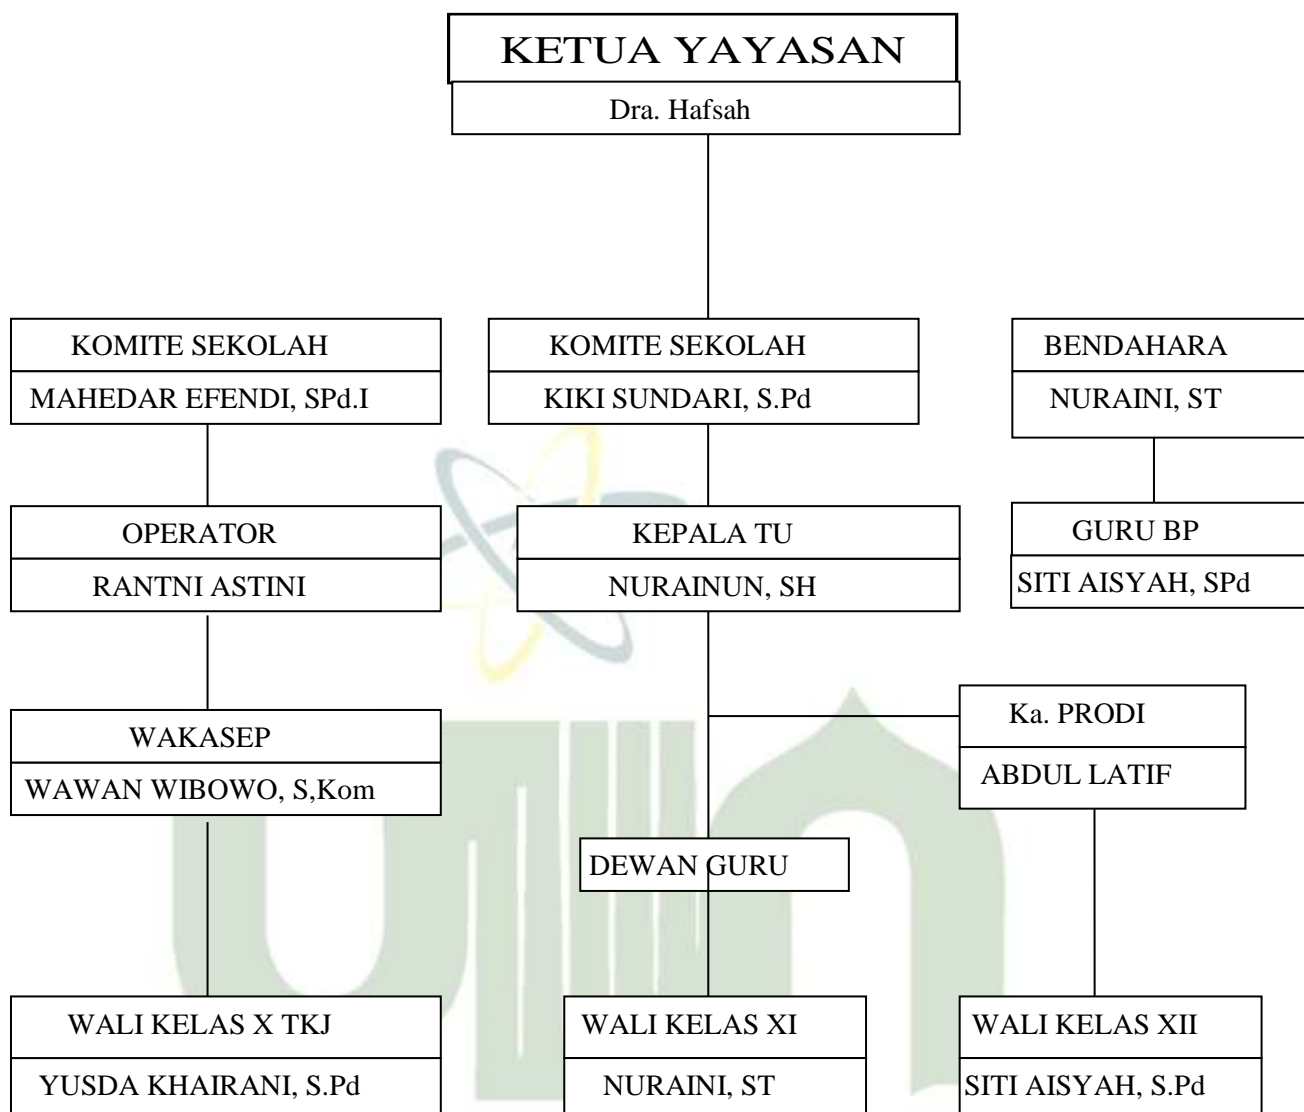 KETUA YAYASAN
Dra. Hafsah
KOMITE SEKOLAH
MAHEDAR EFENDI, SPd.I
KOMITE SEKOLAH
KIKI SUNDARI, S.Pd
BENDAHARA
NURAINI, ST
OPERATOR
RANTNI ASTINI
KEPALA TU
NURAINUN, SH
GURU BP
SITI AISYAH, SPd
WAKASEP
WAWAN WIBOWO, S,Kom
Ka. PRODI
ABDUL LATIF
DEWAN GURU
WALI KELAS X TKJ
YUSDA KHAIRANI, S.Pd
WALI KELAS XI
NURAINI, ST
WALI KELAS XII
SITI AISYAH, S.Pd